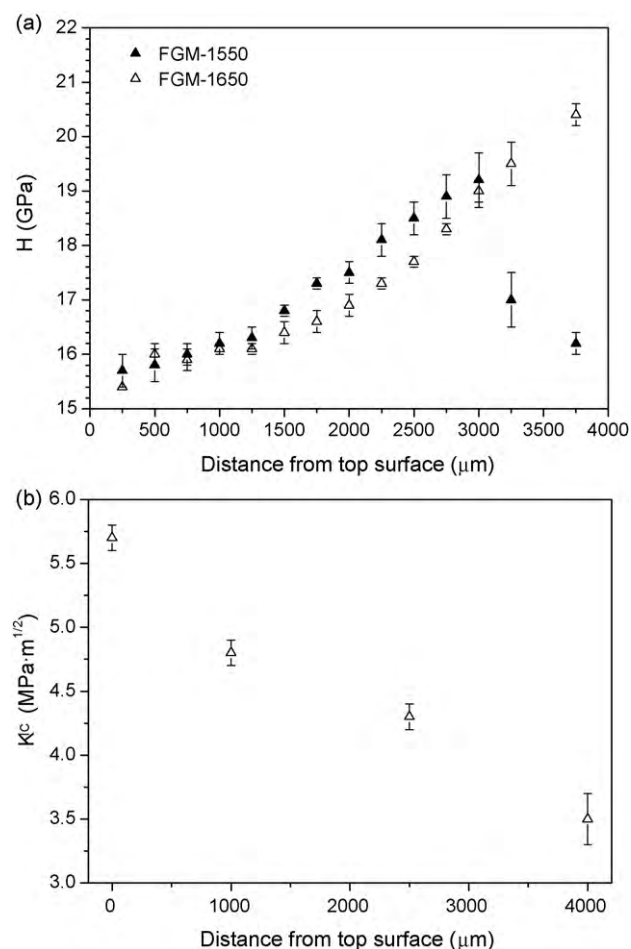 (a)
22
21
20
19
18
17
16
15
H (GPa)
▲ FGM-1550
△ FGM-1650
0 500 1000 1500 2000 2500 3000 3500 4000
Distance from top surface (μm)
(b)
6.0
5.5
5.0
4.5
4.0
3.5
3.0
K^{Ic} (MPa·m^{1/2})
0 1000 2000 3000 4000
Distance from top surface (μm)